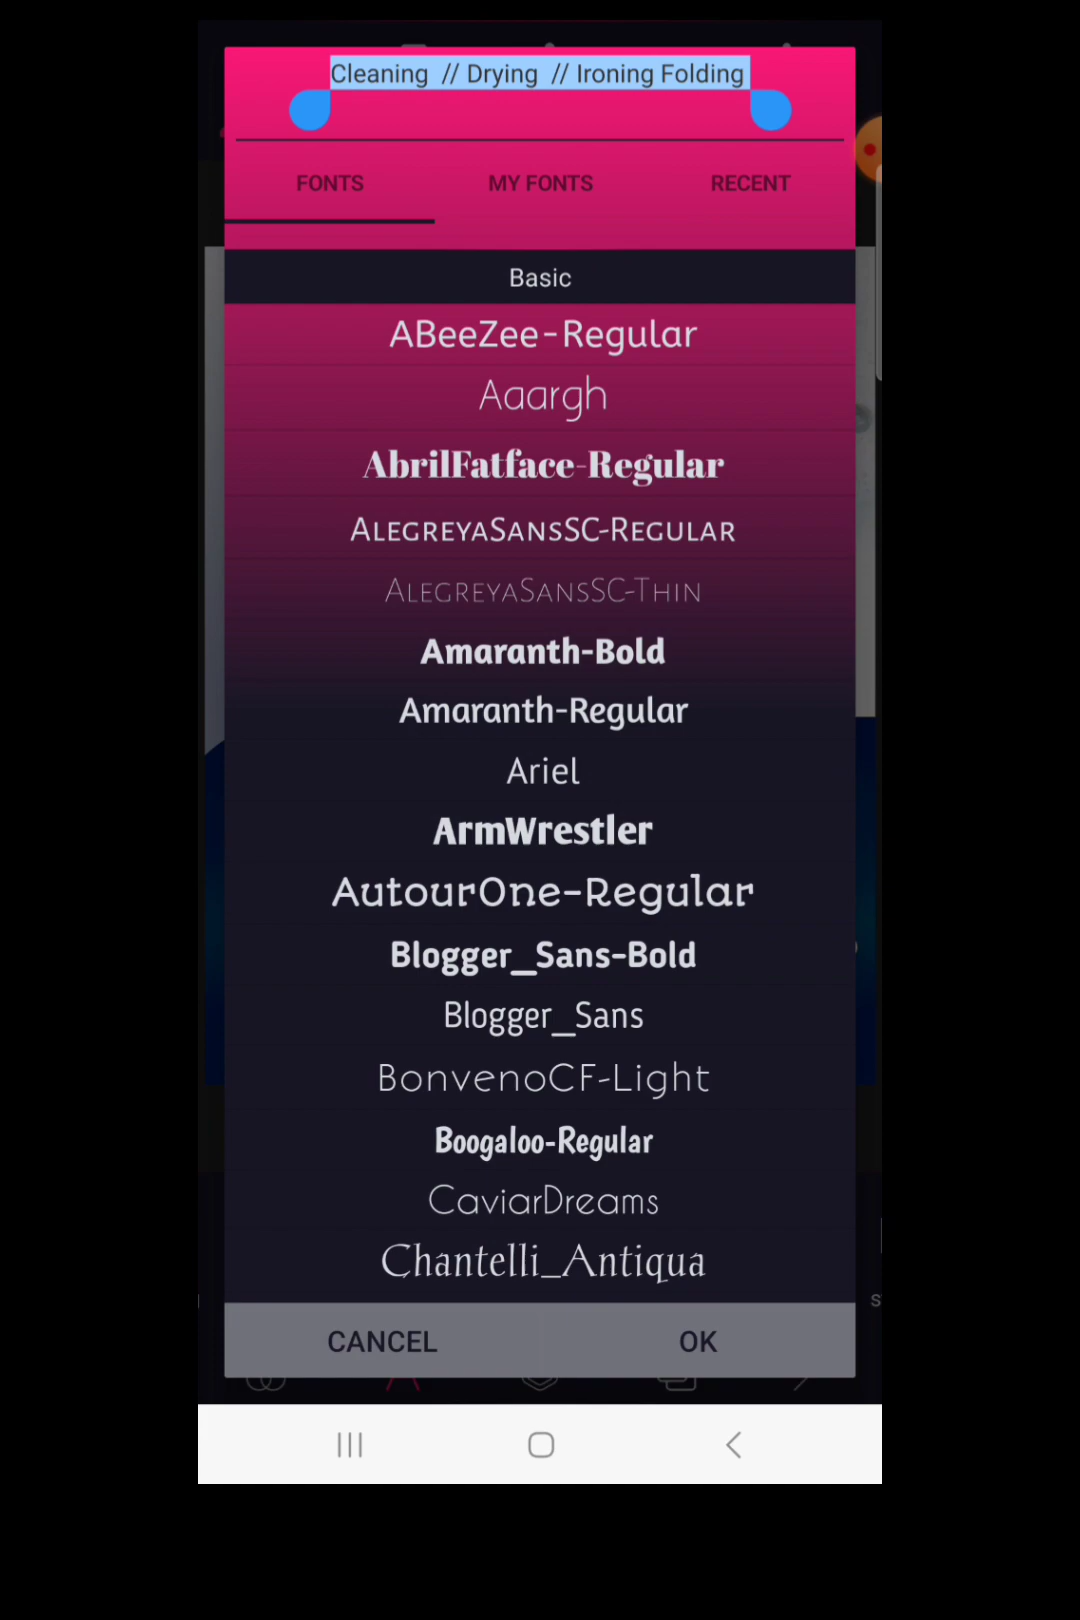 Cleaning // Drying // Ironing Folding
FONTS
MY FONTS
RECENT
Basic
ABeeZee-Regular
Aaargh
AbrilFatface-Regular
AlegreyaSansSC-Regular
AlegreyaSansSC-Thin
Amaranth-Bold
Amaranth-Regular
Ariel
ArmWrestler
AutourOne-Regular
Blogger_Sans-Bold
Blogger_Sans
BonvenoCF-Light
Boogaloo-Regular
CaviarDreams
Chantelli_Antiqua
CANCEL
OK